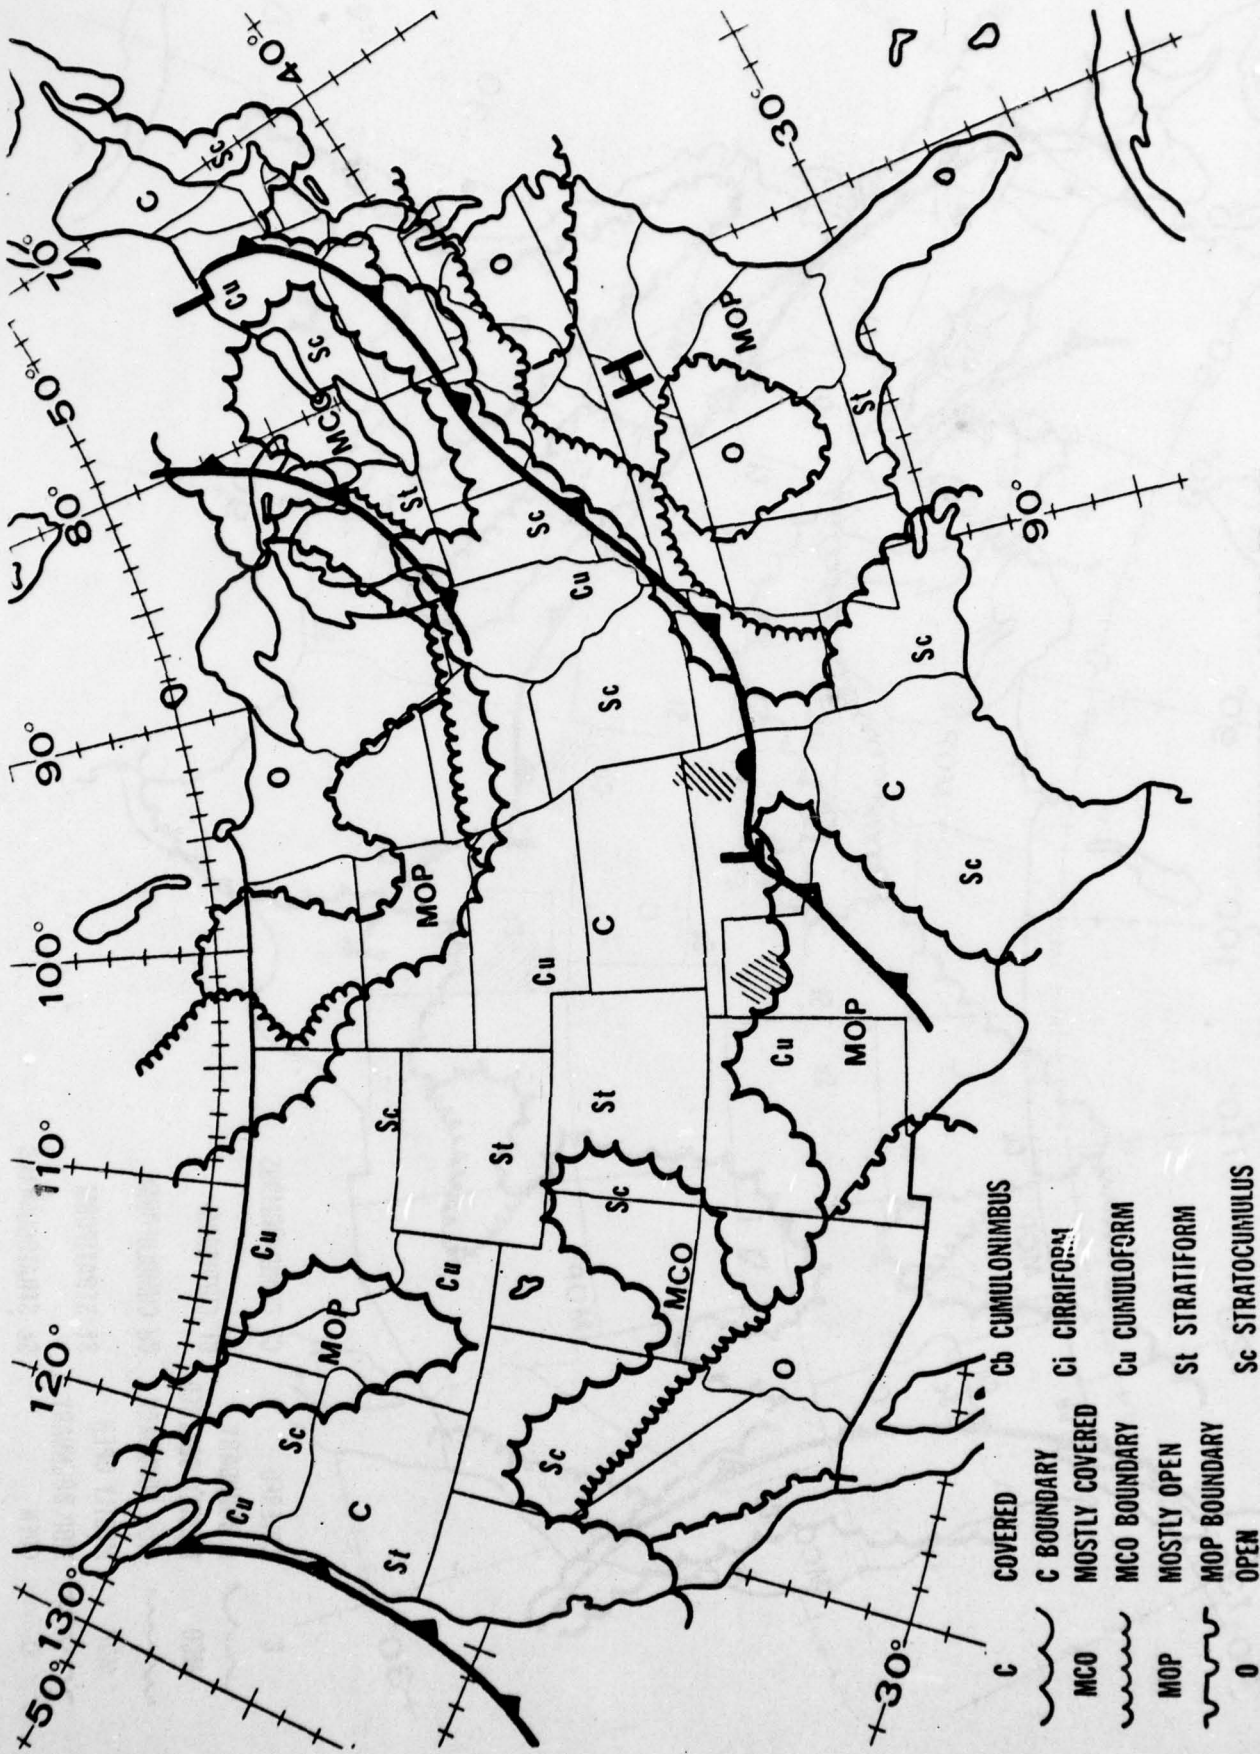 50°
130°
120°
110°
100°
90°
80°
70°
50°
40°
30°
90°
30°
C
Sc
Cu
L
Sc
MCO
St
Sc
Cu
Sc
O
O
MOP
Cu
C
Sc
St
St
Cu
MOP
Cu
Sc
Cu
C
St
Sc
Sc
MCO
O
L
Cu
MOP
C
Sc
Sc
H
O
MOP
St
O
C COVERED Cb CUMULONIMBUS
C BOUNDARY
MCO MOSTLY COVERED Ci CIRRIFORM
MCO BOUNDARY Cu CUMULOFORM
MOP MOSTLY OPEN St STRATIFORM
MOP BOUNDARY
O OPEN Sc STRATOCUMULUS